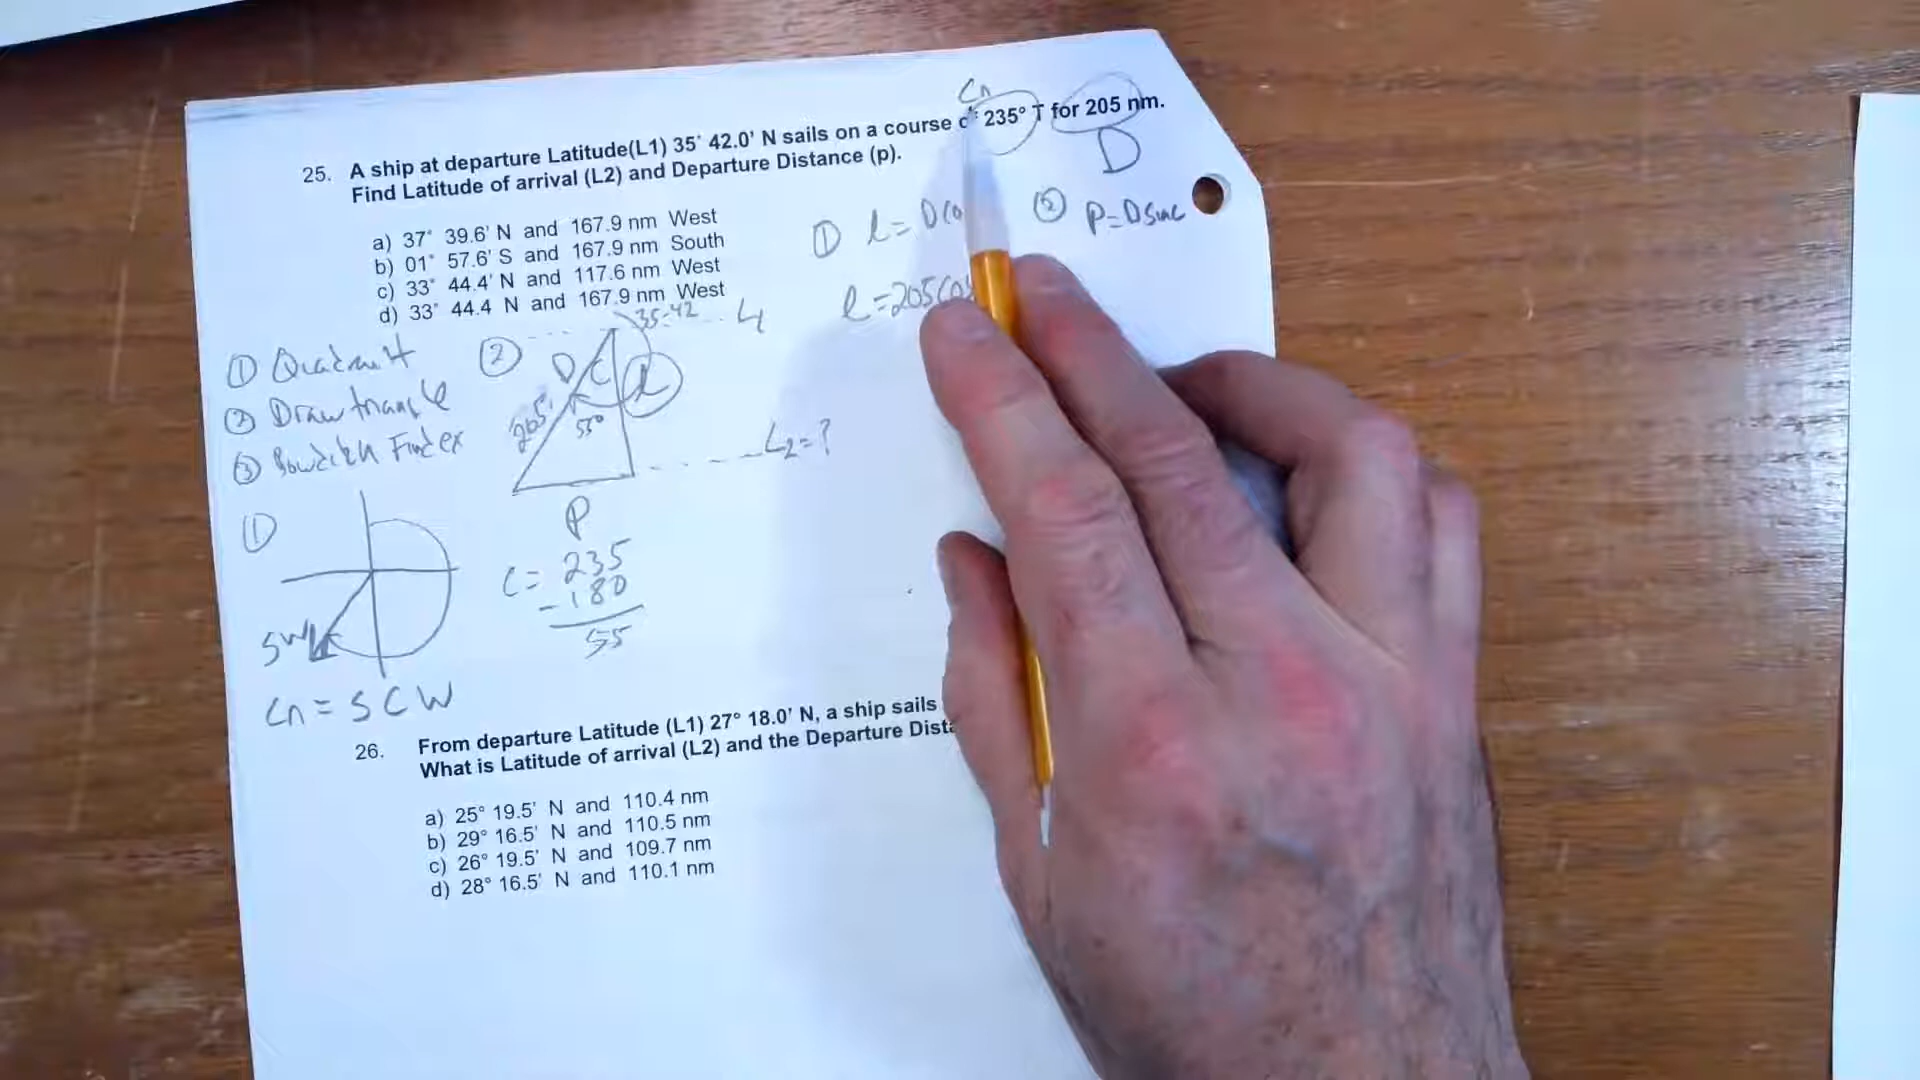 Cn
25. A ship at departure Latitude(L1) 35° 42.0' N sails on a course 235° T for 205 nm.
Find Latitude of arrival (L2) and Departure Distance (p).
D
a) 37° 39.6' N and 167.9 nm West
b) 01° 57.6' S and 167.9 nm South
c) 33° 44.4' N and 117.6 nm West
d) 33° 44.4 N and 167.9 nm West
① l = D
② P = D sin C
l = 205 Cos
① Quadrant
② Draw triangle
③ Bowditch Findex
②
35-42 L1
D C l
205
55°
L2 = ?
P
①
SW
Cn = S C W
C = 235
- 180
55
26. From departure Latitude (L1) 27° 18.0' N, a ship sails
What is Latitude of arrival (L2) and the Departure
a) 25° 19.5' N and 110.4 nm
b) 29° 16.5' N and 110.5 nm
c) 26° 19.5' N and 109.7 nm
d) 28° 16.5' N and 110.1 nm